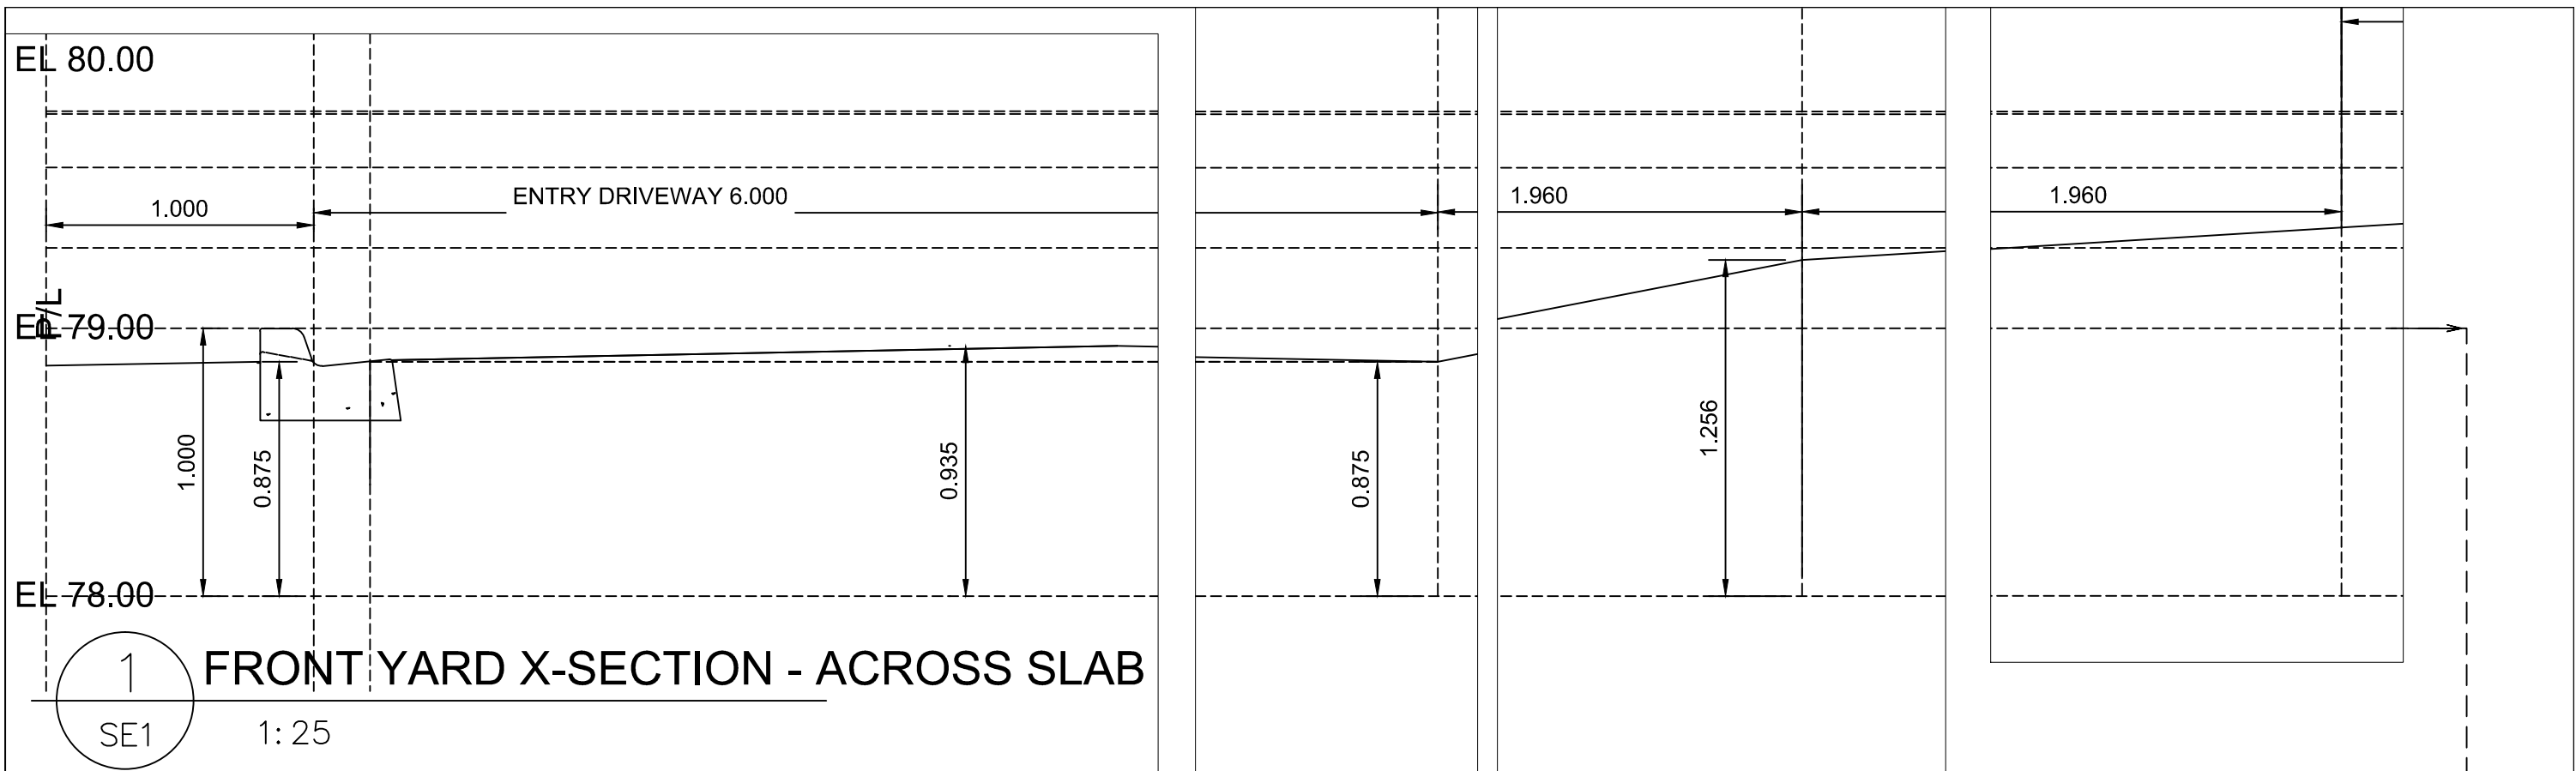 EL 80.00
ENTRY DRIVEWAY 6.000
1.960
1.960
1.000
P/L
EL 79.00
1.256
1.000
0.875
0.935
0.875
EL 78.00
1
FRONT YARD X-SECTION - ACROSS SLAB
SE1
1:25